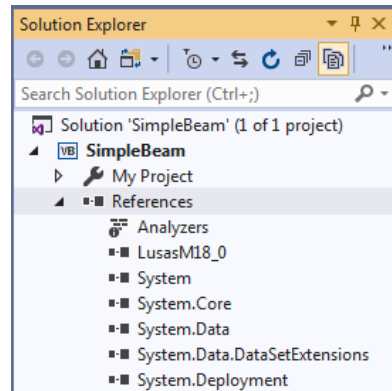 Solution Explorer
Search Solution Explorer (Ctrl+;)
Solution 'SimpleBeam' (1 of 1 project)
VB SimpleBeam
My Project
References
Analyzers
LusasM18_0
System
System.Core
System.Data
System.Data.DataSetExtensions
System.Deployment